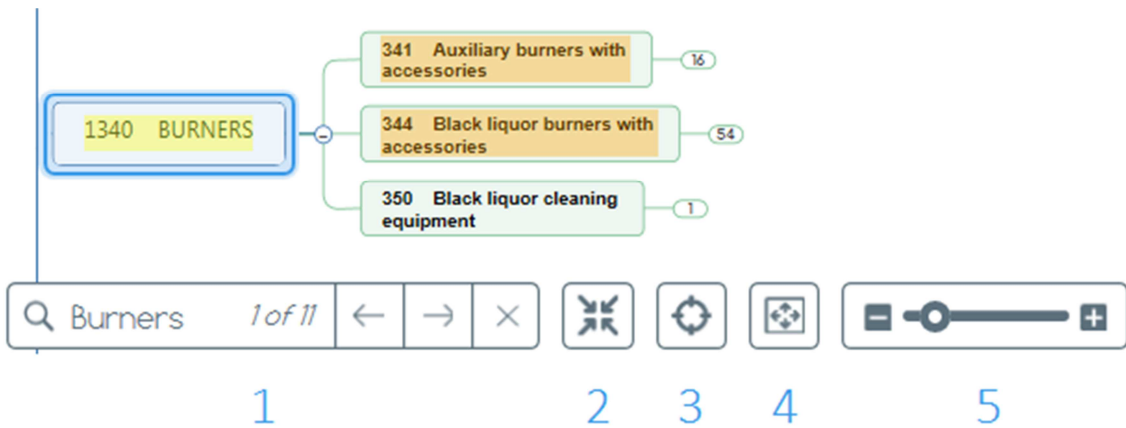 341 Auxiliary burners with
accessories
16
1340 BURNERS
344 Black liquor burners with
accessories
54
350 Black liquor cleaning
equipment
1
Burners 1 of 11
1 2 3 4 5